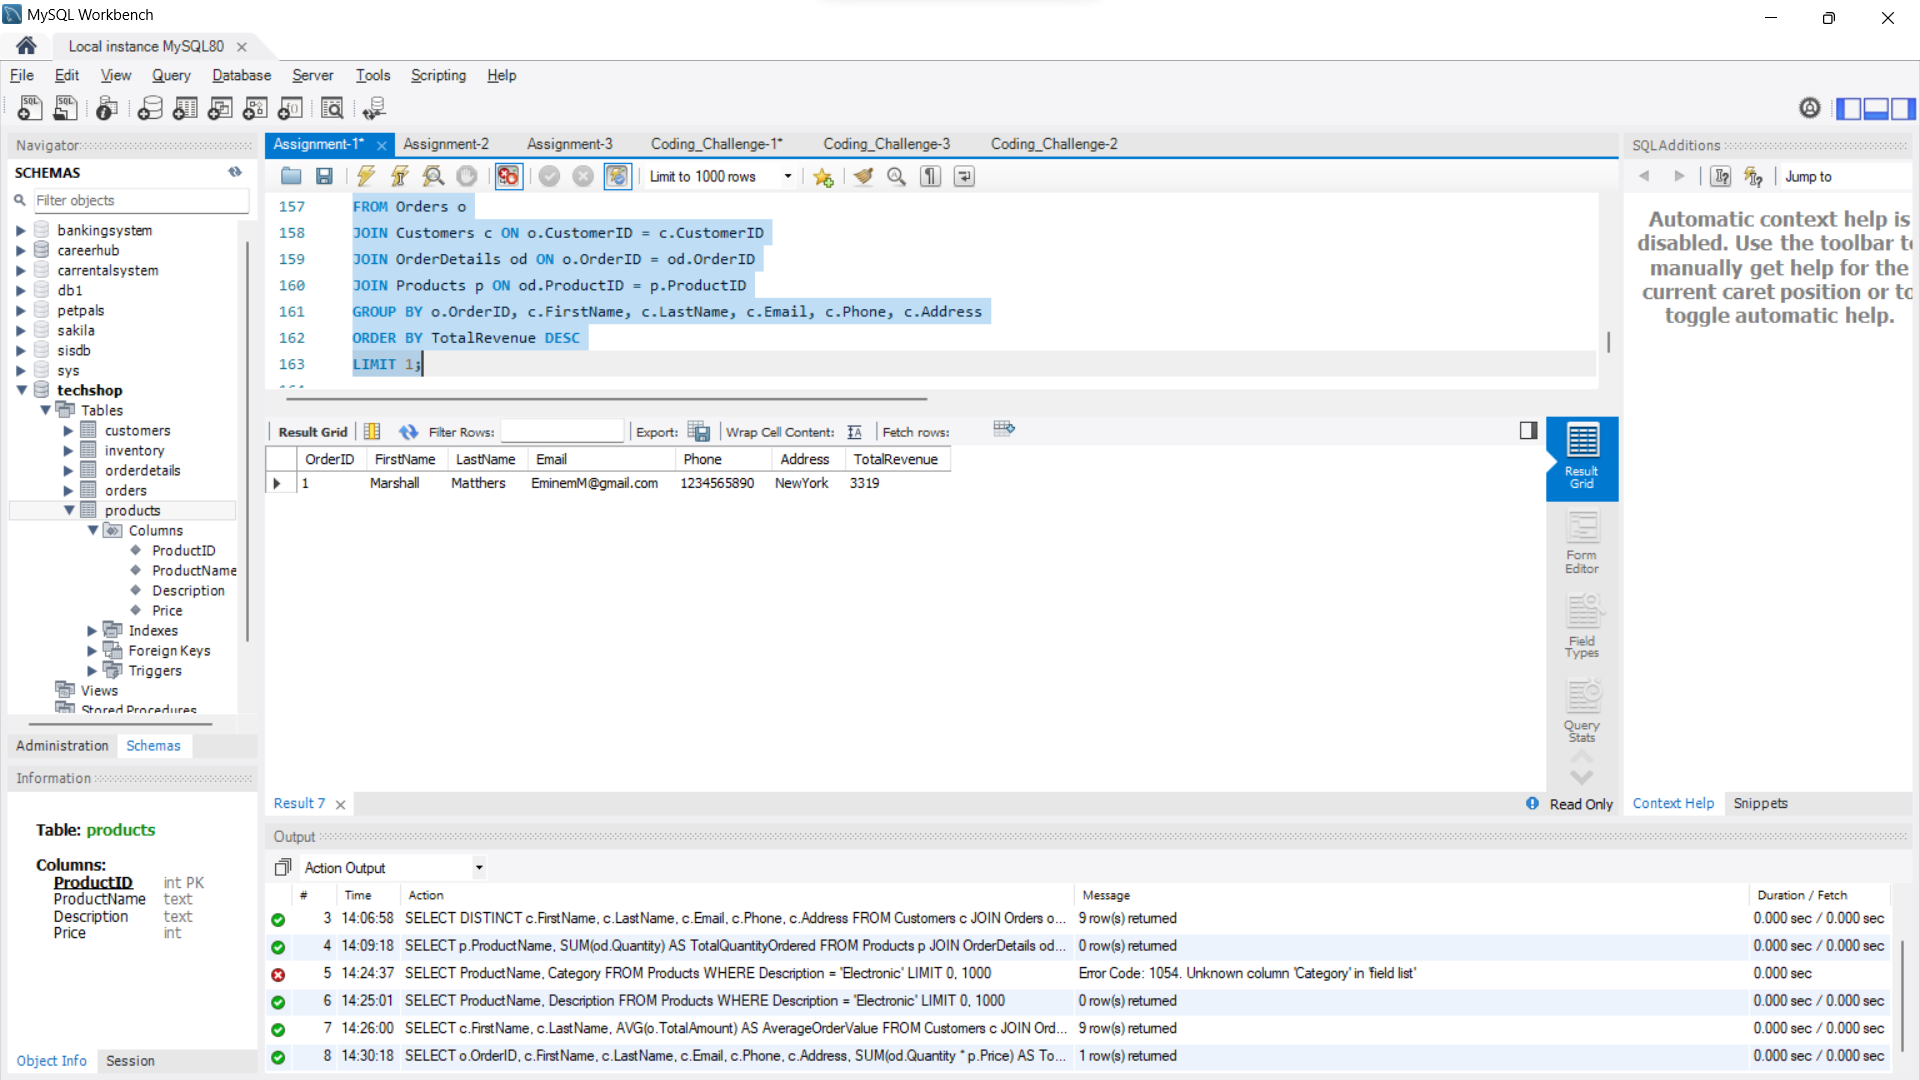 MySQL Workbench
Local instance MySQL80
File Edit View Query Database Server Tools Scripting Help
Navigator
SCHEMAS
Filter objects
bankingsystem
careerhub
carrentalsystem
db1
petpals
sakila
sisdb
sys
techshop
Tables
customers
inventory
orderdetails
orders
products
Columns
ProductID
ProductName
Description
Price
Indexes
Foreign Keys
Triggers
Views
Stored Procedures
Administration Schemas
Information
Table: products
Columns:
ProductID int PK
ProductName text
Description text
Price int
Object Info Session
Assignment-1* Assignment-2 Assignment-3 Coding_Challenge-1* Coding_Challenge-3 Coding_Challenge-2
Limit to 1000 rows
157 FROM Orders o
158 JOIN Customers c ON o.CustomerID = c.CustomerID
159 JOIN OrderDetails od ON o.OrderID = od.OrderID
160 JOIN Products p ON od.ProductID = p.ProductID
161 GROUP BY o.OrderID, c.FirstName, c.LastName, c.Email, c.Phone, c.Address
162 ORDER BY TotalRevenue DESC
163 LIMIT 1;
164
Result Grid Filter Rows: Export: Wrap Cell Content: Fetch rows:
OrderID FirstName LastName Email Phone Address TotalRevenue
1 Marshall Matthers EminemM@gmail.com 1234565890 NewYork 3319
Result Grid
Form Editor
Field Types
Query Stats
Result 7
Read Only
SQLAdditions
Jump to
Automatic context help is
disabled. Use the toolbar to
manually get help for the
current caret position or to
toggle automatic help.
Context Help Snippets
Output
Action Output
# Time Action Message Duration / Fetch
3 14:06:58 SELECT DISTINCT c.FirstName, c.LastName, c.Email, c.Phone, c.Address FROM Customers c JOIN Orders o... 9 row(s) returned 0.000 sec / 0.000 sec
4 14:09:18 SELECT p.ProductName, SUM(od.Quantity) AS TotalQuantityOrdered FROM Products p JOIN OrderDetails od... 0 row(s) returned 0.000 sec / 0.000 sec
5 14:24:37 SELECT ProductName, Category FROM Products WHERE Description = 'Electronic' LIMIT 0, 1000 Error Code: 1054. Unknown column 'Category' in 'field list' 0.000 sec
6 14:25:01 SELECT ProductName, Description FROM Products WHERE Description = 'Electronic' LIMIT 0, 1000 0 row(s) returned 0.000 sec / 0.000 sec
7 14:26:00 SELECT c.FirstName, c.LastName, AVG(o.TotalAmount) AS AverageOrderValue FROM Customers c JOIN Ord... 9 row(s) returned 0.000 sec / 0.000 sec
8 14:30:18 SELECT o.OrderID, c.FirstName, c.LastName, c.Email, c.Phone, c.Address, SUM(od.Quantity * p.Price) AS To... 1 row(s) returned 0.000 sec / 0.000 sec